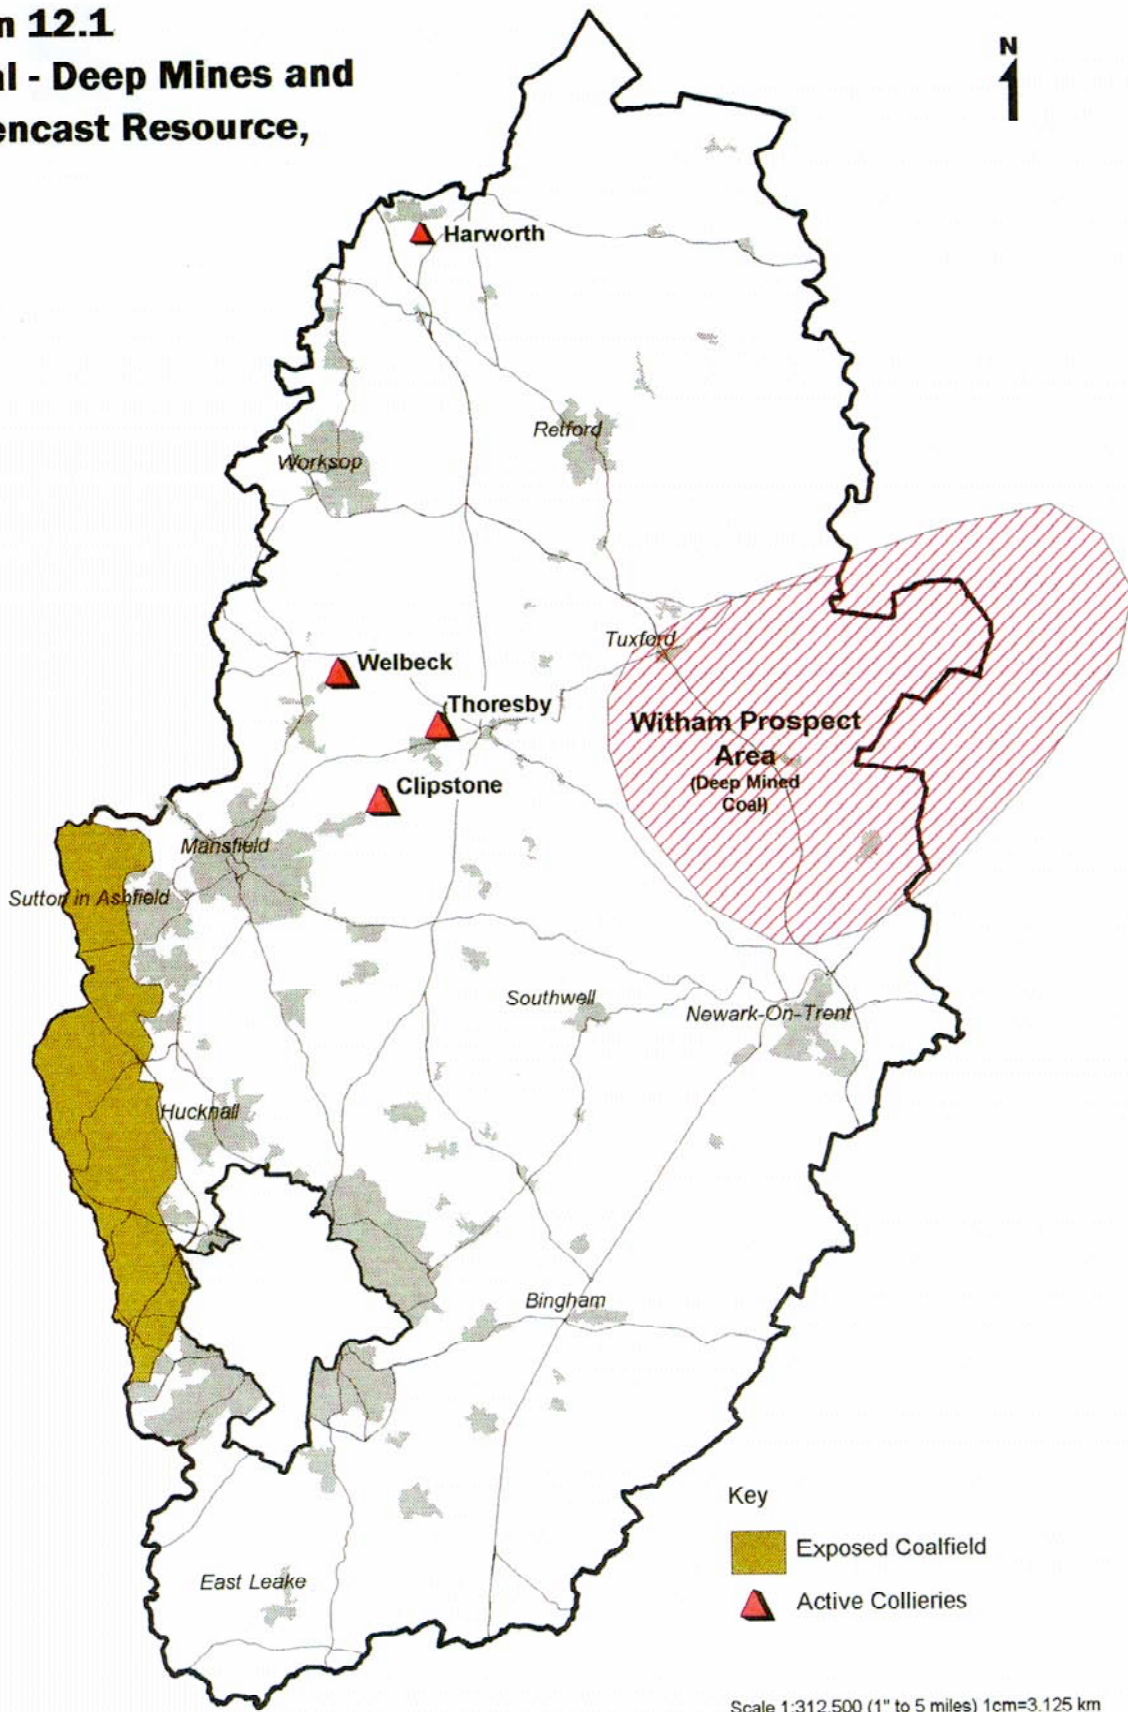 n 12.1
al - Deep Mines and
encast Resource,
N
Harworth
Retford
Worksop
Tuxford
Welbeck
Thoresby
Witham Prospect
Area
(Deep Mined
Coal)
Clipstone
Mansfield
Sutton in Ashfield
Southwell
Newark-On-Trent
Hucknall
Bingham
Key
Exposed Coalfield
Active Collieries
East Leake
Scale 1:312,500 (1" to 5 miles) 1cm=3.125 km